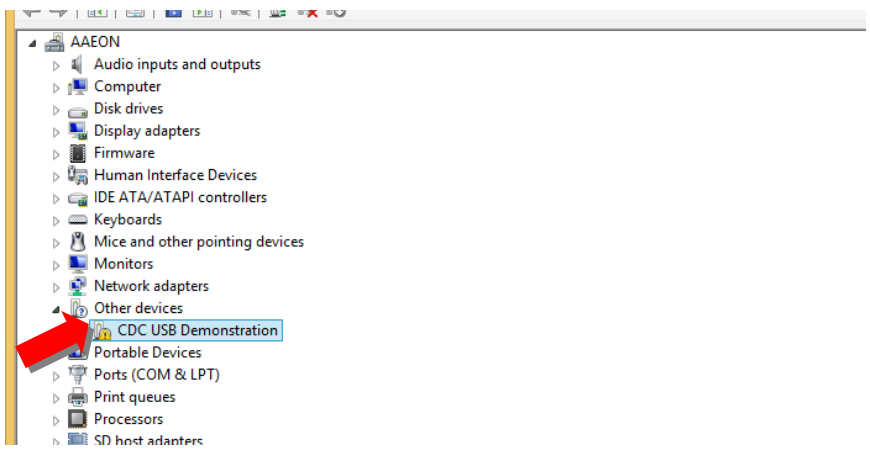 AAEON
Audio inputs and outputs
Computer
Disk drives
Display adapters
Firmware
Human Interface Devices
IDE ATA/ATAPI controllers
Keyboards
Mice and other pointing devices
Monitors
Network adapters
Other devices
CDC USB Demonstration
Portable Devices
Ports (COM & LPT)
Print queues
Processors
SD host adapters